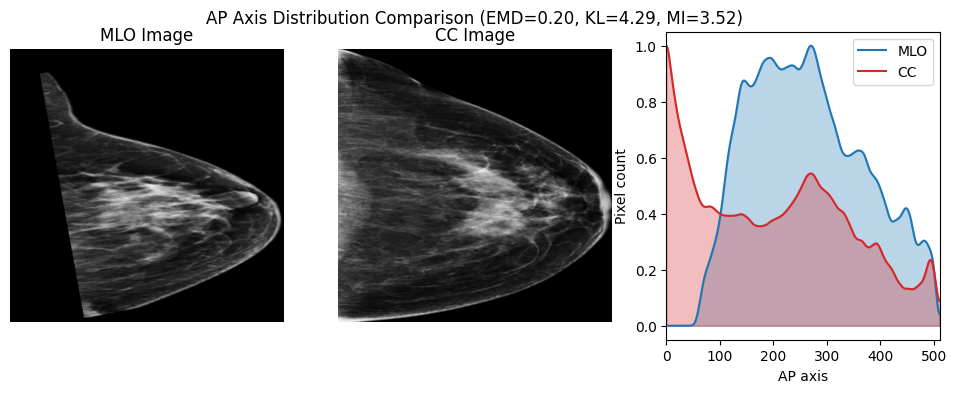 AP Axis Distribution Comparison (EMD=0.20, KL=4.29, MI=3.52)
MLO Image
CC Image
MLO
CC
Pixel count
1.0
0.8
0.6
0.4
0.2
0.0
0 100 200 300 400 500
AP axis